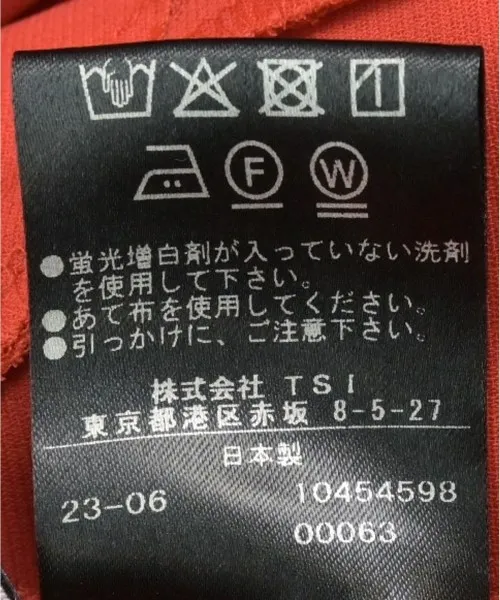 F W
●蛍光増白剤が入っていない洗剤
を使用して下さい。
●あて布を使用してください。
●引っかけに、ご注意下さい。
株式会社 TSI
東京都港区赤坂 8-5-27
日本製
23-06 10454598
00063